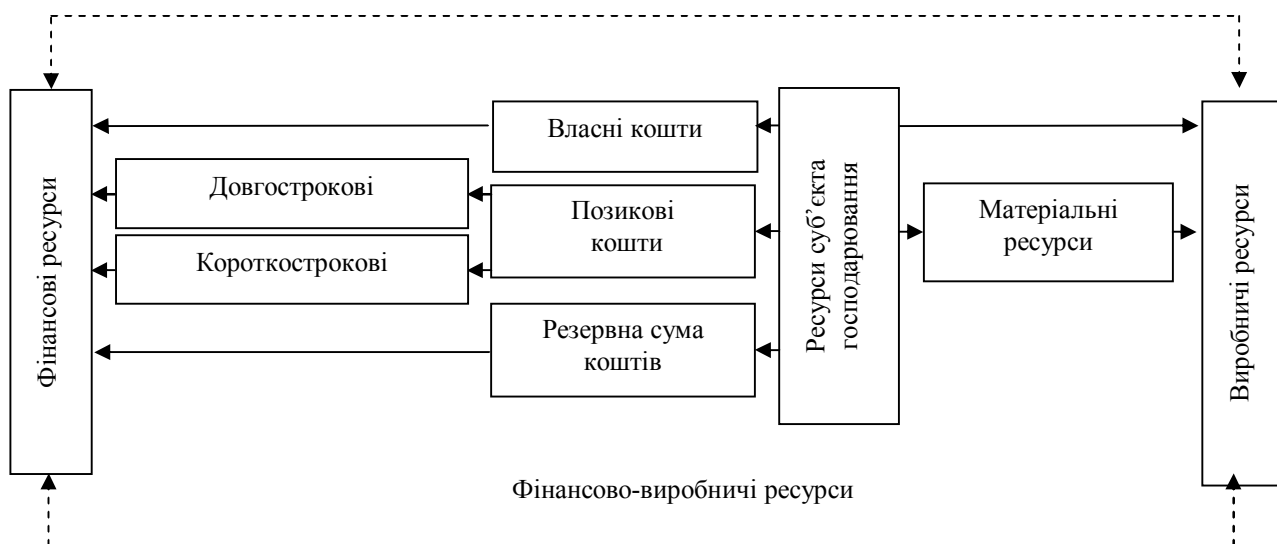 Фінансові ресурси
Власні кошти
Довгострокові
Короткострокові
Позикові
кошти
Резервна сума
коштів
Ресурси суб’єкта
господарювання
Матеріальні
ресурси
Виробничі ресурси
Фінансово-виробничі ресурси